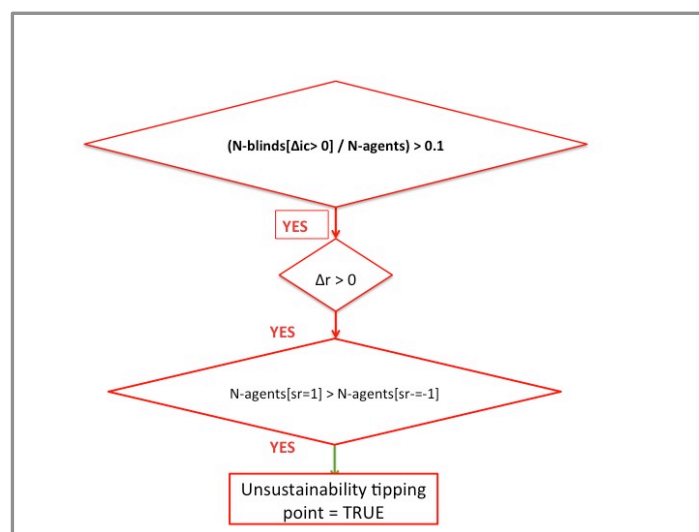 (N-blinds[Δic> 0] / N-agents) > 0.1
YES
Δr > 0
YES
N-agents[sr=1] > N-agents[sr-=-1]
YES
Unsustainability tipping
point = TRUE